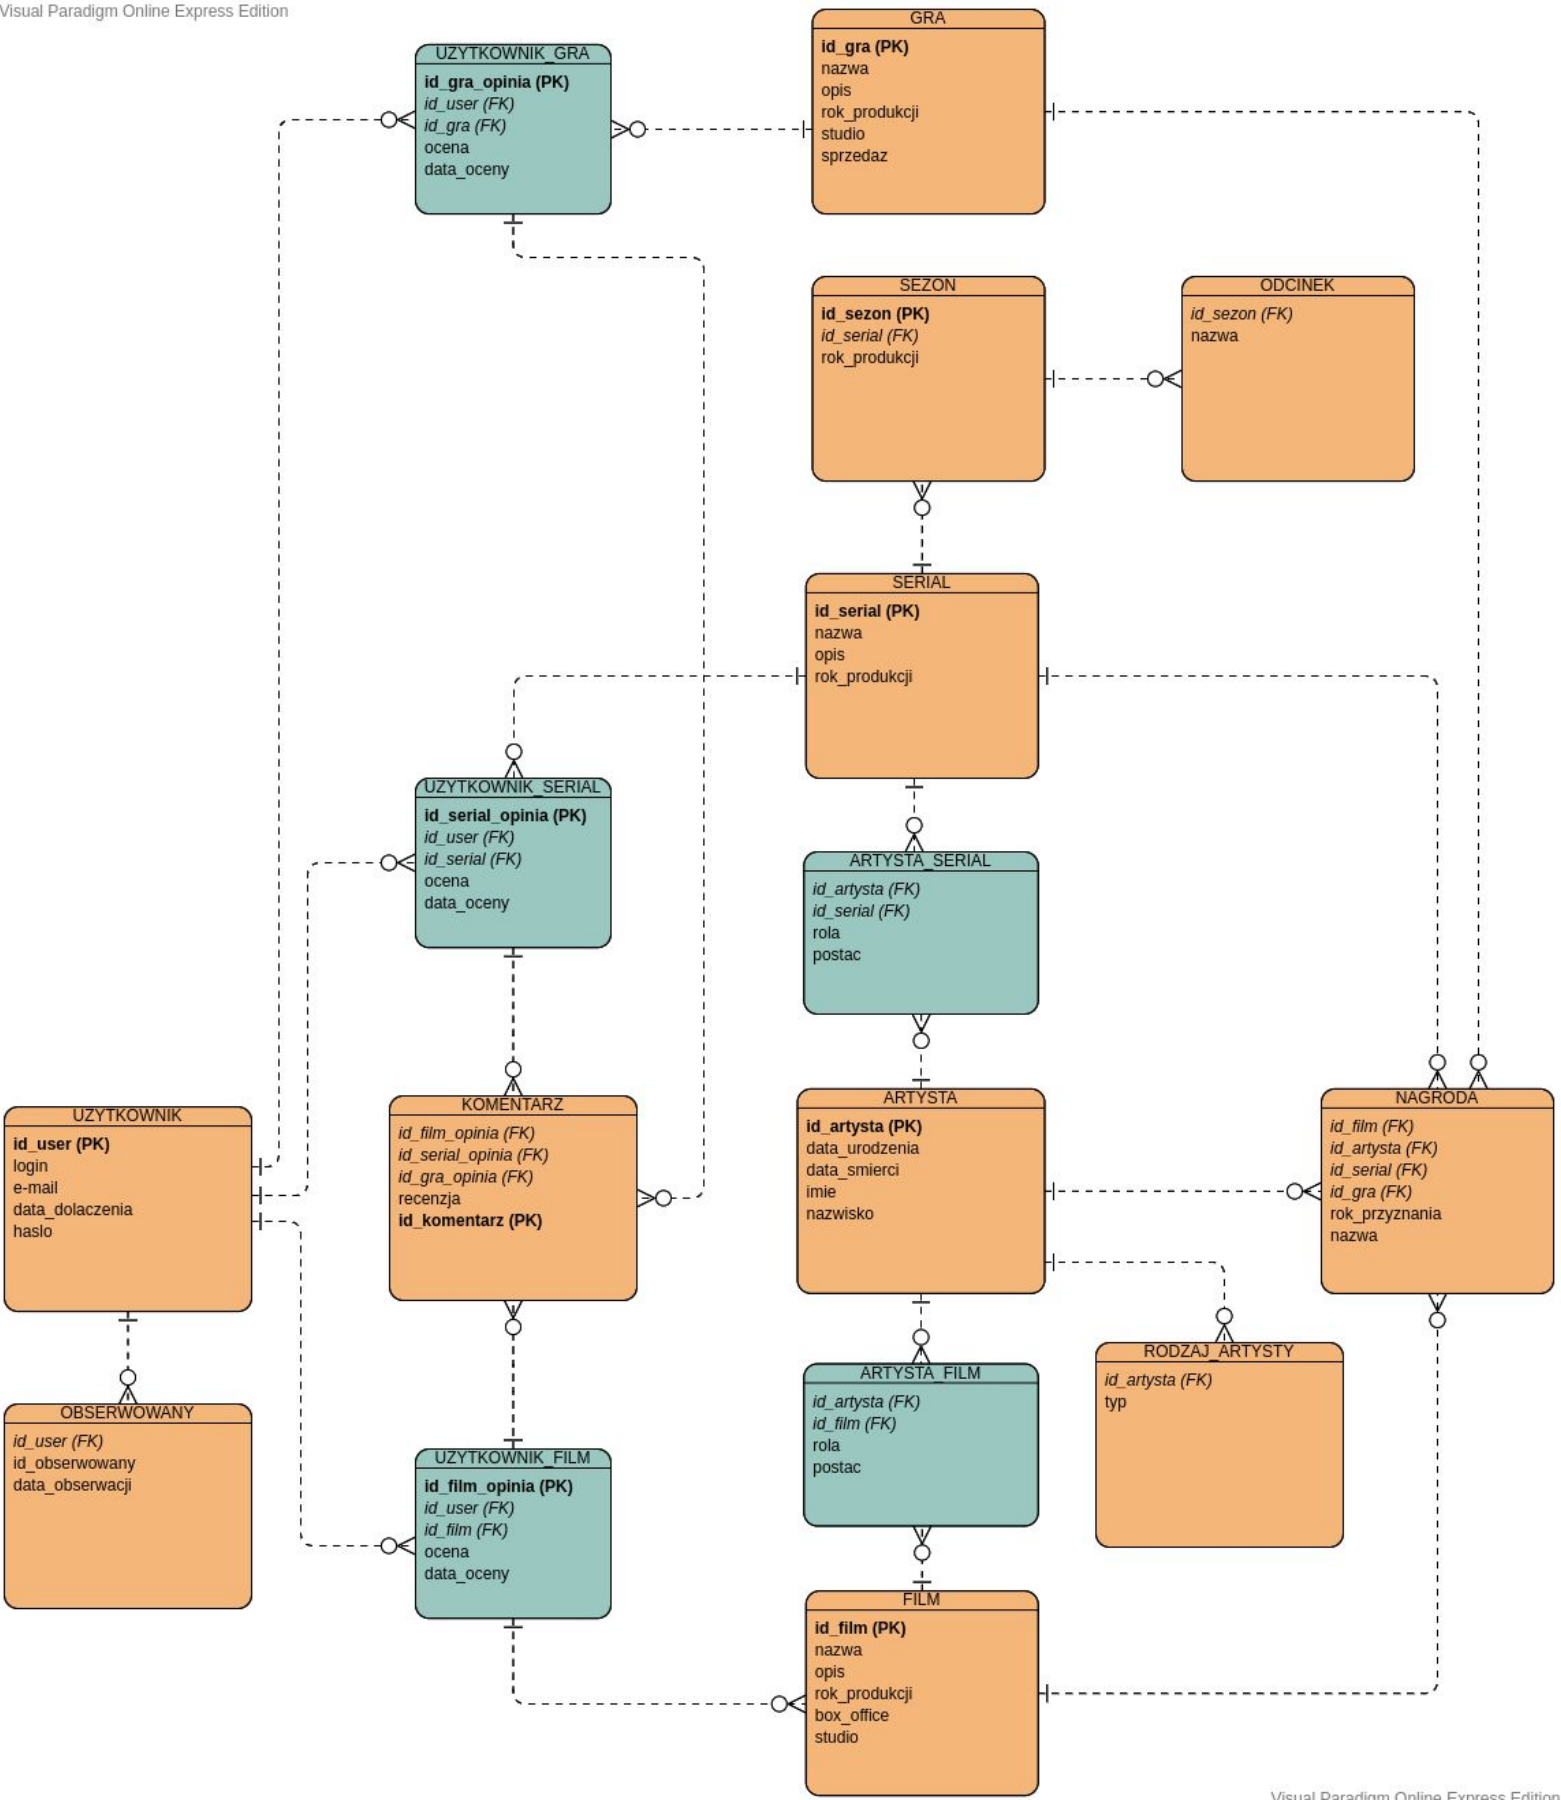 Visual Paradigm Online Express Edition
GRA
id_gra (PK)
nazwa
opis
rok_produkcji
studio
sprzedaz
UZYTKOWNIK_GRA
id_gra_opinia (PK)
id_user (FK)
id_gra (FK)
ocena
data_oceny
SEZON
id_sezon (PK)
id_serial (FK)
rok_produkcji
ODCINEK
id_sezon (FK)
nazwa
SERIAL
id_serial (PK)
nazwa
opis
rok_produkcji
UZYTKOWNIK_SERIAL
id_serial_opinia (PK)
id_user (FK)
id_serial (FK)
ocena
data_oceny
ARTYSTA_SERIAL
id_artysta (FK)
id_serial (FK)
rola
postac
UZYTKOWNIK
id_user (PK)
login
e-mail
data_dolaczenia
haslo
KOMENTARZ
id_film_opinia (FK)
id_serial_opinia (FK)
id_gra_opinia (FK)
recenzja
id_komentarz (PK)
ARTYSTA
id_artysta (PK)
data_urodzenia
data_smierci
imie
nazwisko
NAGRODA
id_film (FK)
id_artysta (FK)
id_serial (FK)
id_gra (FK)
rok_przyznania
nazwa
OBSERWOWANY
id_user (FK)
id_obserwowany
data_obserwacji
UZYTKOWNIK_FILM
id_film_opinia (PK)
id_user (FK)
id_film (FK)
ocena
data_oceny
ARTYSTA_FILM
id_artysta (FK)
id_film (FK)
rola
postac
RODZAJ_ARTYSTY
id_artysta (FK)
typ
FILM
id_film (PK)
nazwa
opis
rok_produkcji
box_office
studio
Visual Paradigm Online Express Edition